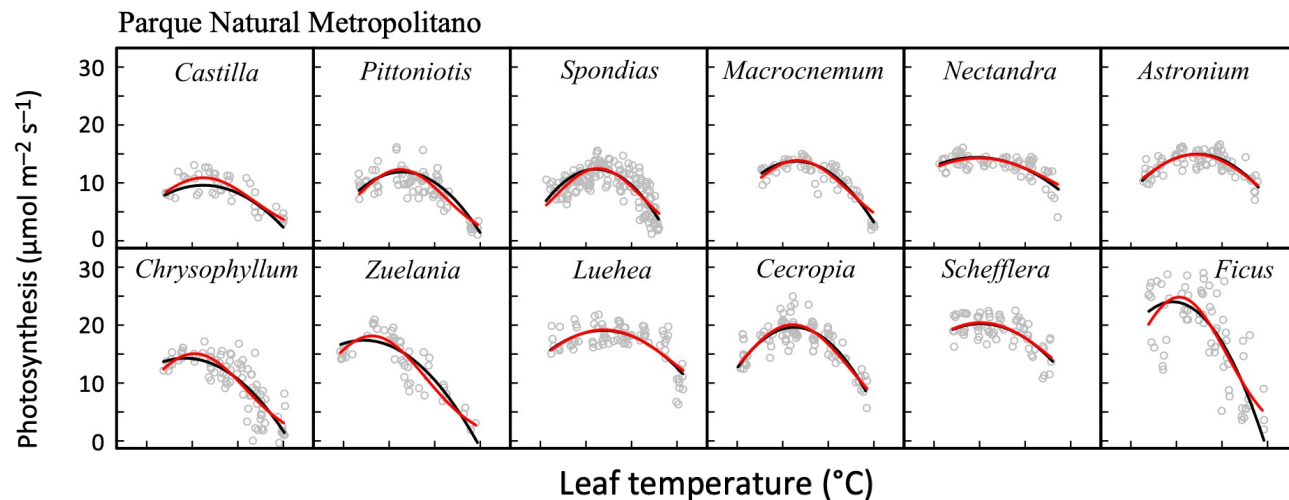 Parque Natural Metropolitano
Photosynthesis (μmol m−2 s−1)
30
Castilla Pittoniotis Spondias Macrocnemum Nectandra Astronium
20
10
0
30
Chrysophyllum Zuelania Luehea Cecropia Schefflera Ficus
20
10
0
Leaf temperature (°C)